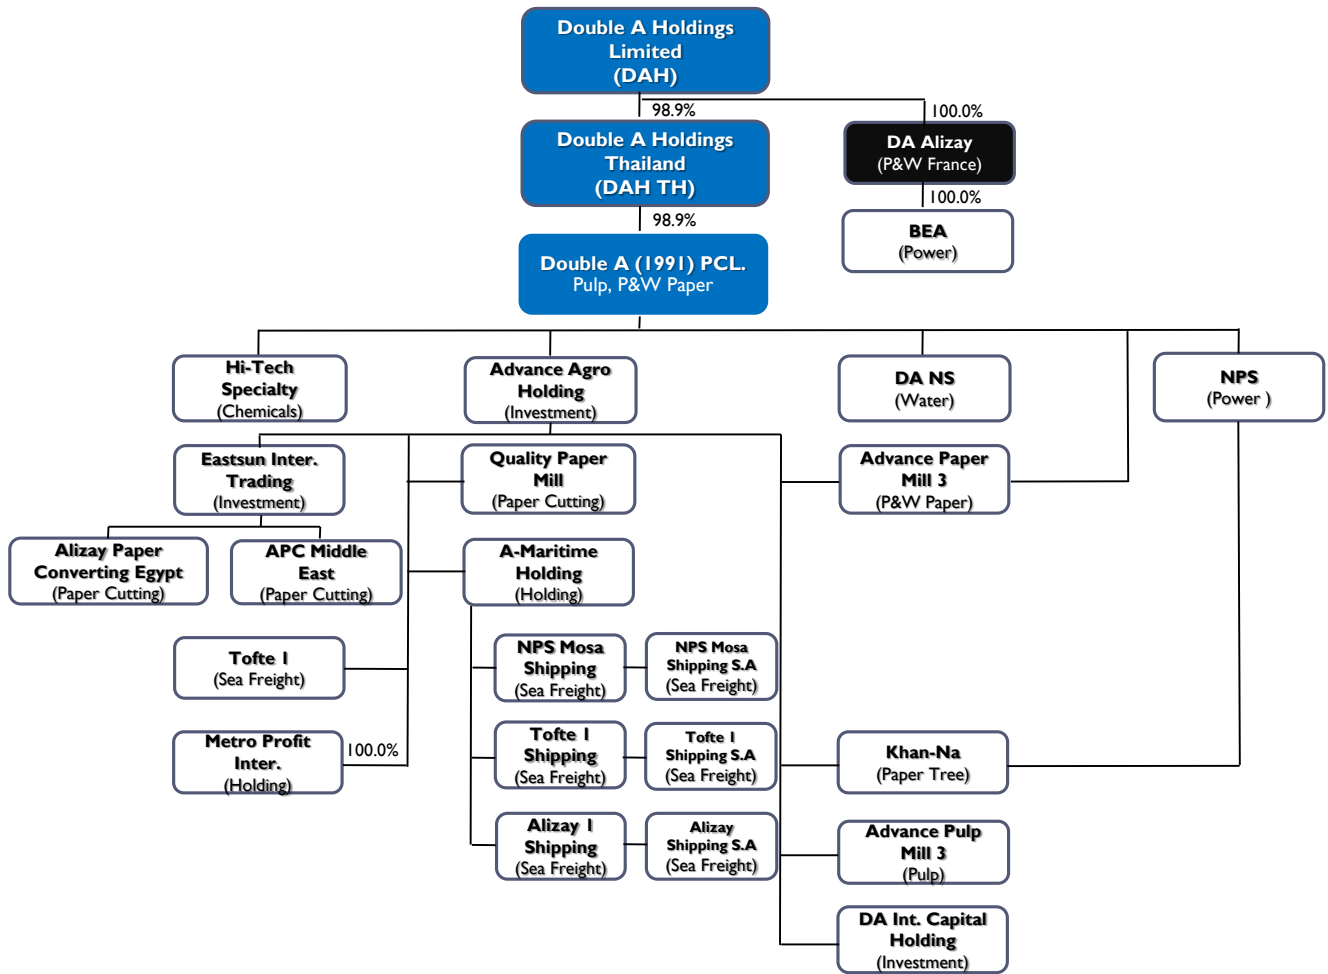 Double A Holdings
Limited
(DAH)
98.9%
100.0%
Double A Holdings
Thailand
(DAH TH)
DA Alizay
(P&W France)
98.9%
100.0%
BEA
(Power)
Double A (1991) PCL.
Pulp, P&W Paper
Hi-Tech
Specialty
(Chemicals)
Advance Agro
Holding
(Investment)
DA NS
(Water)
NPS
(Power )
Eastsun Inter.
Trading
(Investment)
Quality Paper
Mill
(Paper Cutting)
Advance Paper
Mill 3
(P&W Paper)
Alizay Paper
Converting Egypt
(Paper Cutting)
APC Middle
East
(Paper Cutting)
A-Maritime
Holding
(Holding)
Tofte 1
(Sea Freight)
NPS Mosa
Shipping
(Sea Freight)
NPS Mosa
Shipping S.A
(Sea Freight)
Metro Profit
Inter.
(Holding)
100.0%
Tofte 1
Shipping
(Sea Freight)
Tofte 1
Shipping S.A
(Sea Freight)
Khan-Na
(Paper Tree)
Alizay 1
Shipping
(Sea Freight)
Alizay
Shipping S.A
(Sea Freight)
Advance Pulp
Mill 3
(Pulp)
DA Int. Capital
Holding
(Investment)